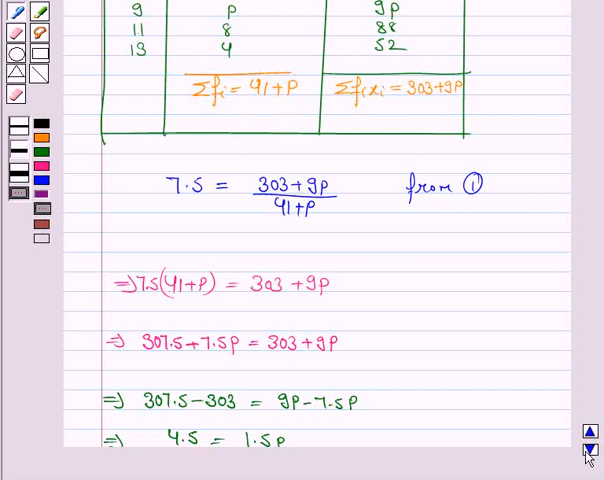 9 p 9p
11 8 88
13 4 52
Σfi = 41+p Σfixi = 303+9p
7.5 = 303+9p / 41+p from ①
⇒ 7.5(41+p) = 303+9p
⇒ 307.5+7.5p = 303+9p
⇒ 307.5-303 = 9p-7.5p
⇒ 4.5 = 1.5p